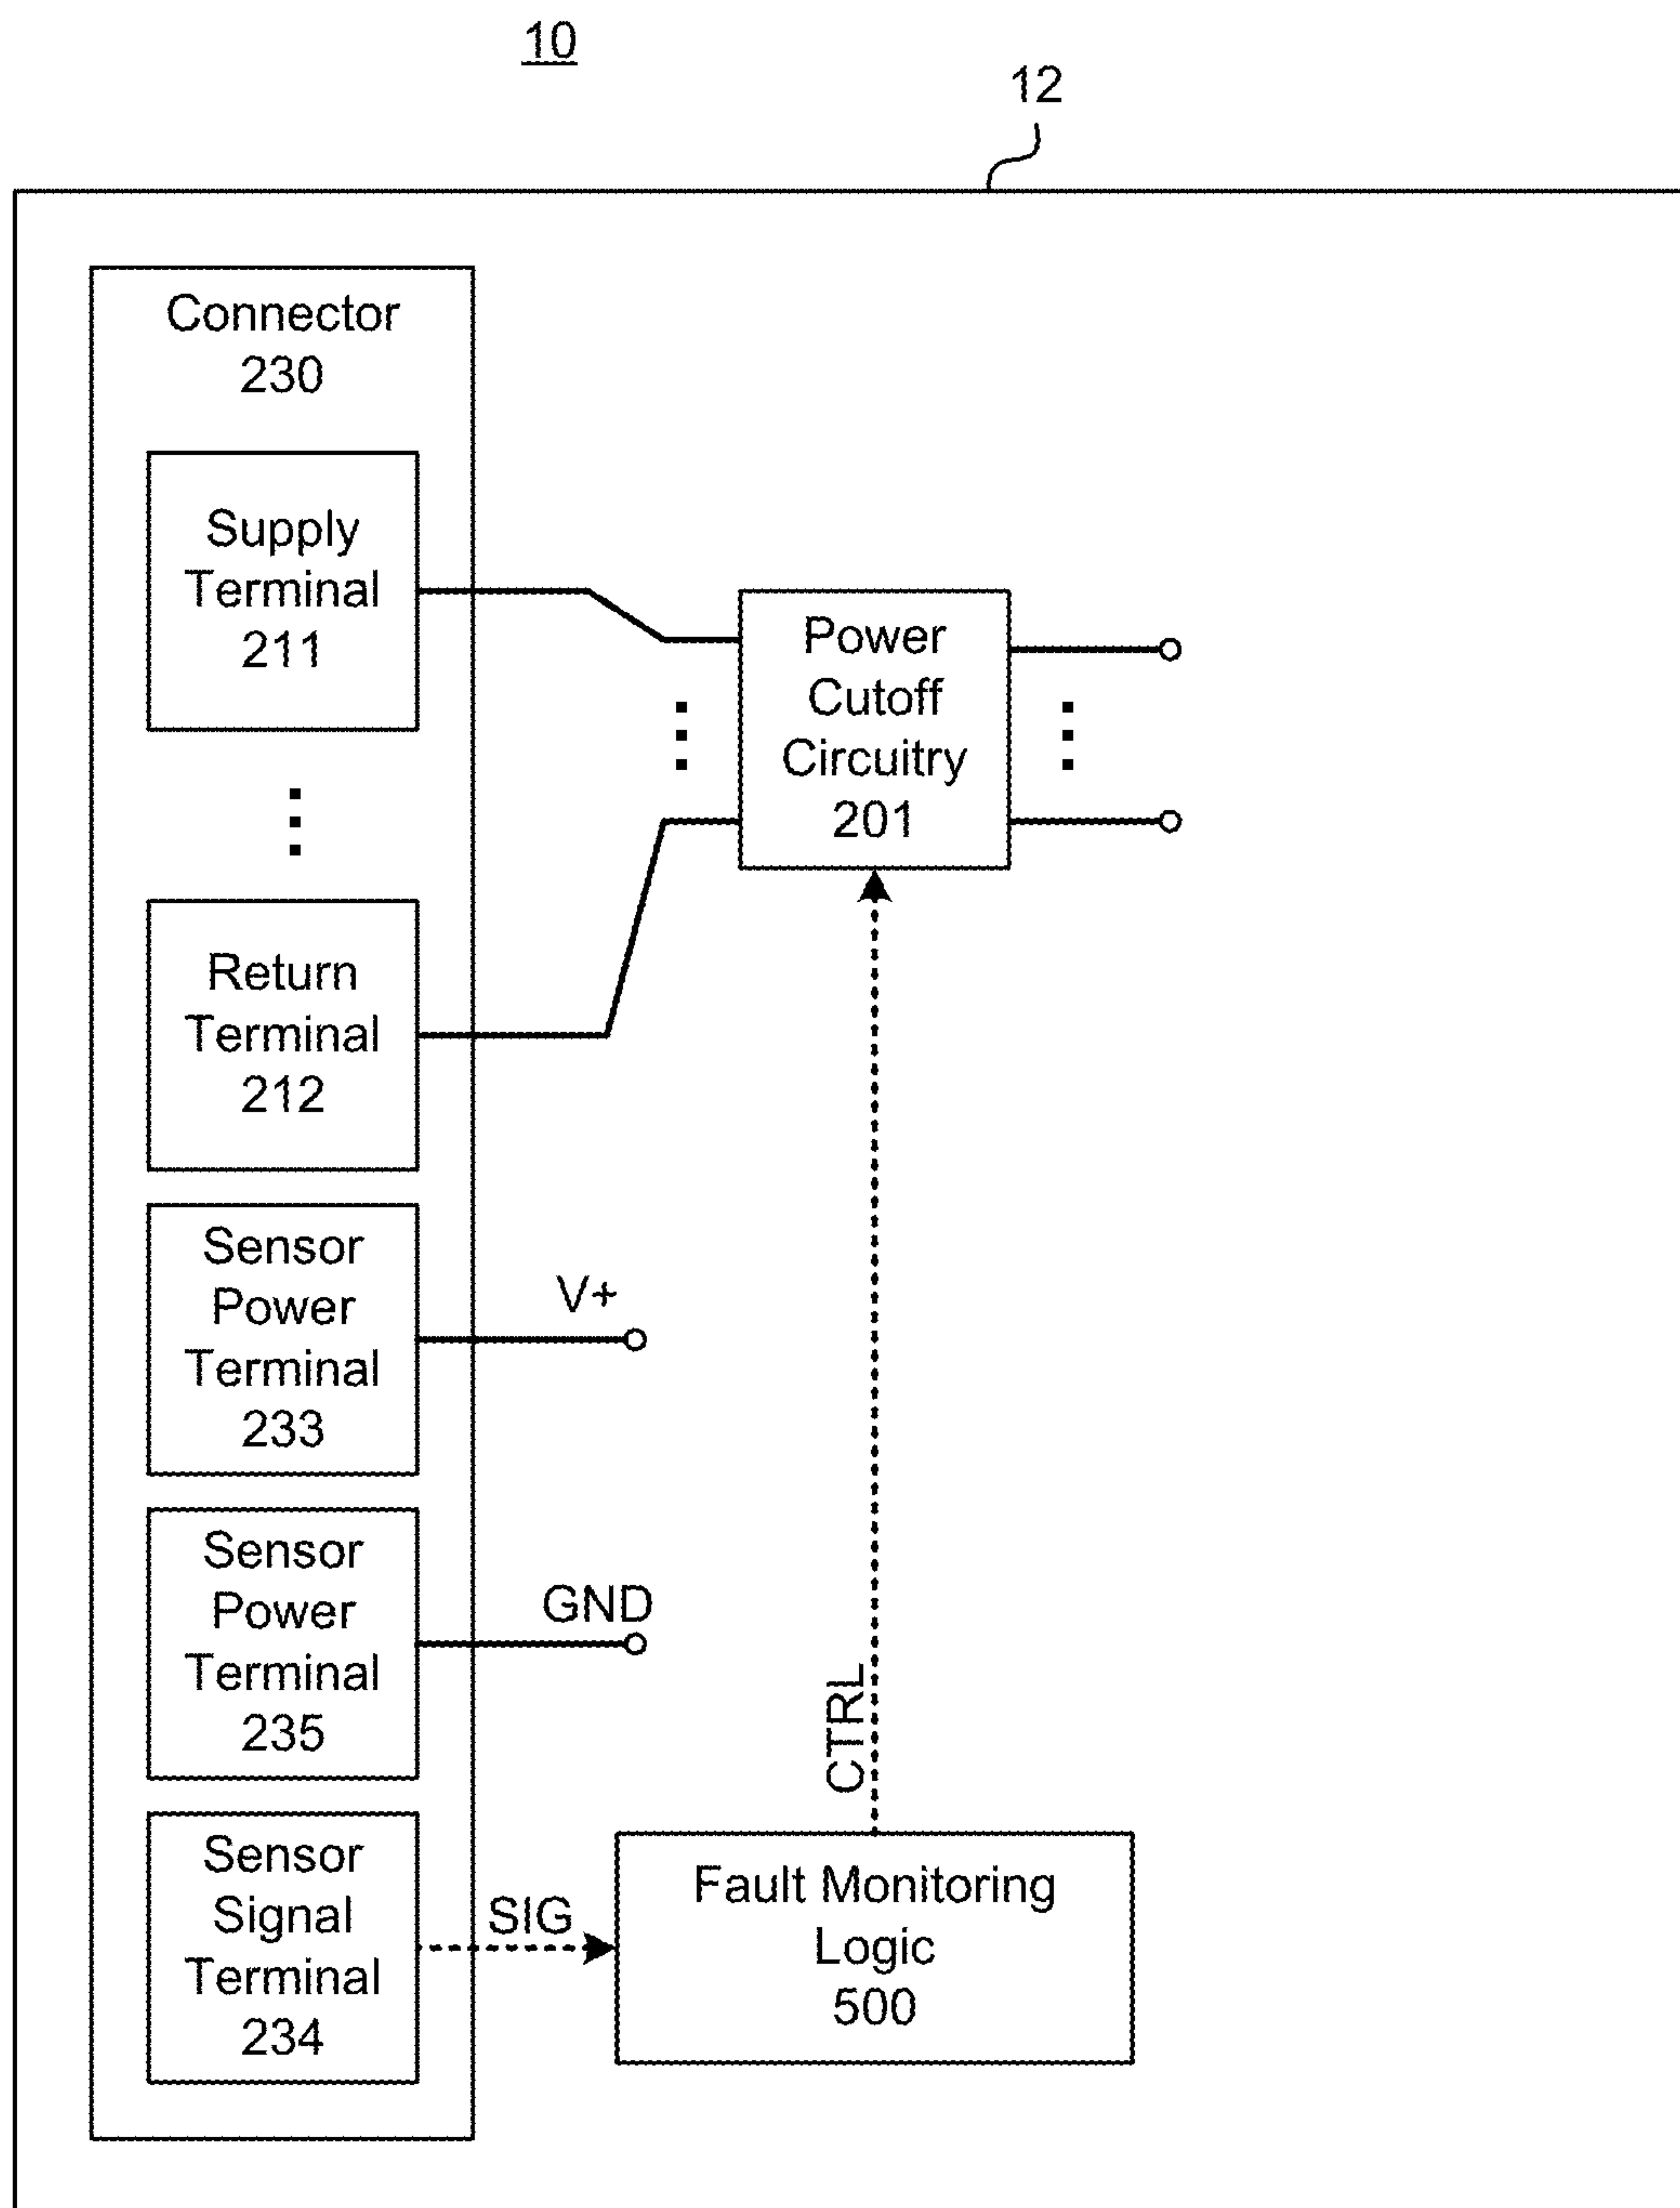 10
12
Connector
230
Supply
Terminal
211
Power
Cutoff
Circuitry
201
Return
Terminal
212
Sensor
Power
Terminal
233
V+
Sensor
Power
Terminal
235
GND
CTRL
Sensor
Signal
Terminal
234
SIG
Fault Monitoring
Logic
500